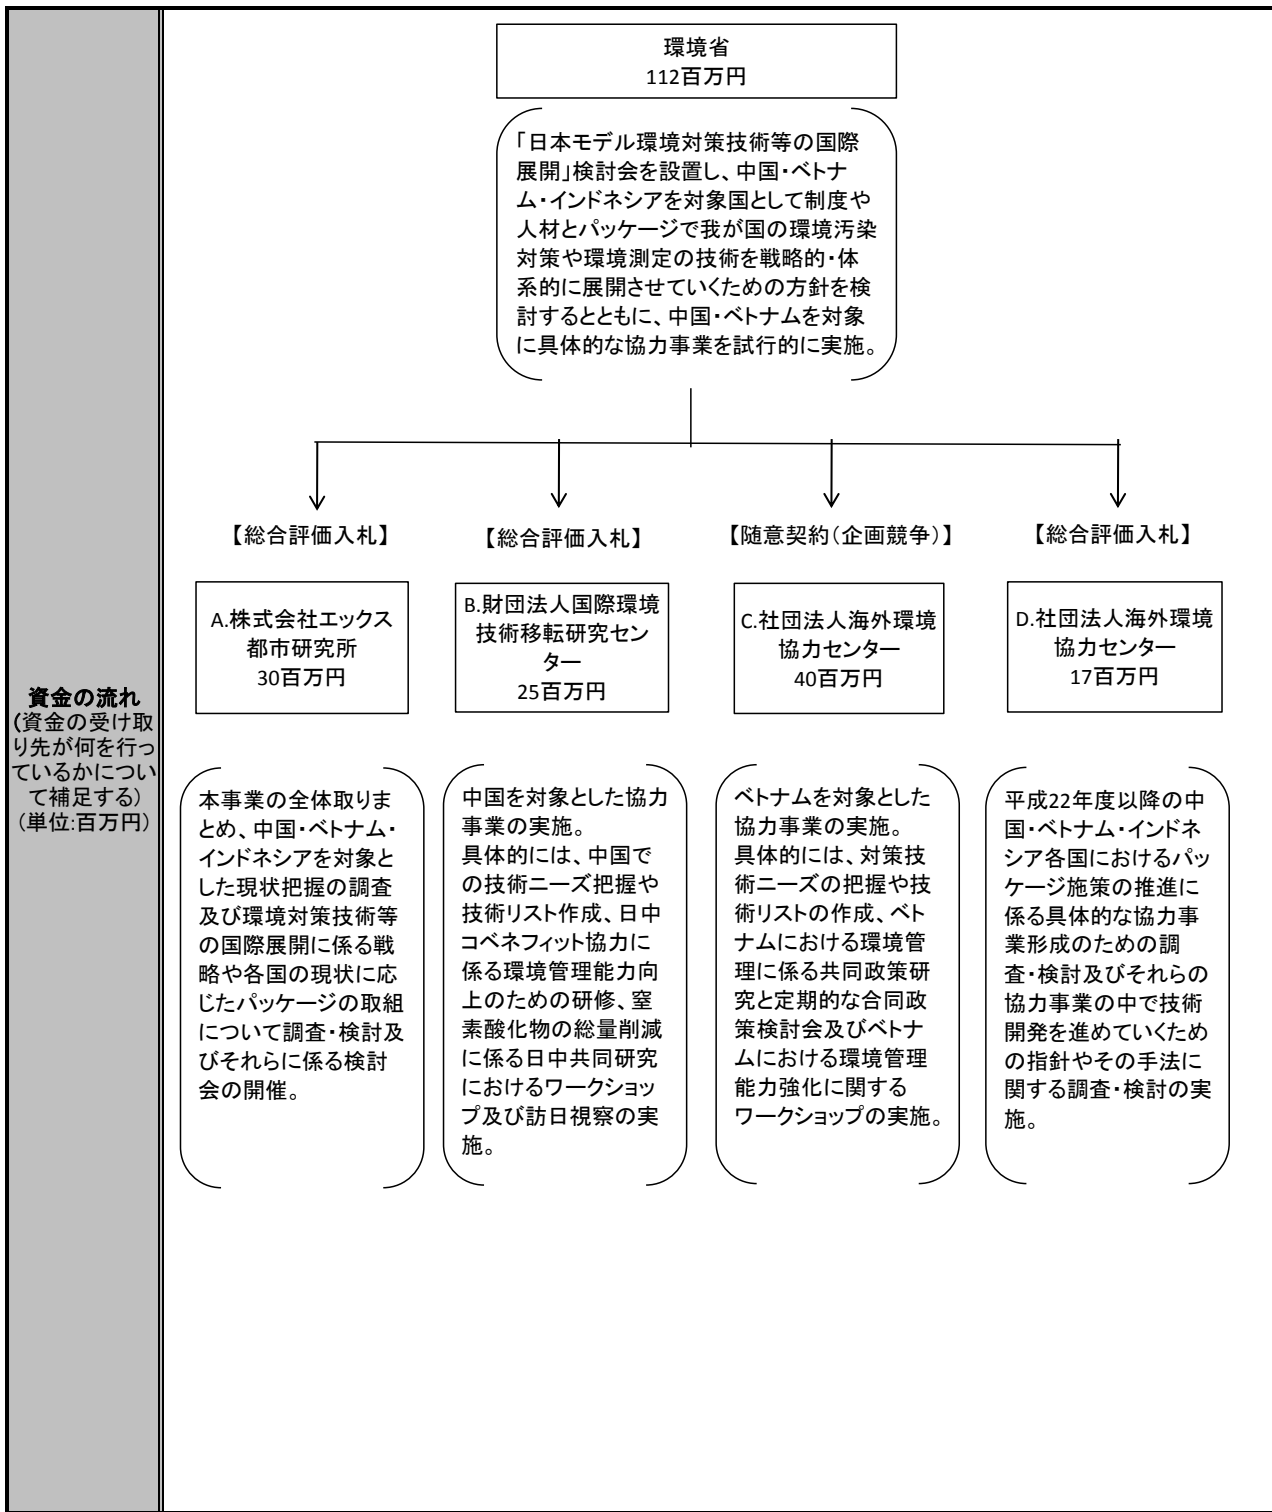 環境省
112百万円
「日本モデル環境対策技術等の国際
展開」検討会を設置し、中国・ベトナ
ム・インドネシアを対象国として制度や
人材とパッケージで我が国の環境汚染
対策や環境測定の技術を戦略的・体
系的に展開させていくための方針を検
討するとともに、中国・ベトナムを対象
に具体的な協力事業を試行的に実施。
【総合評価入札】
【総合評価入札】
【随意契約(企画競争)】
【総合評価入札】
A.株式会社エックス
都市研究所
30百万円
B.財団法人国際環境
技術移転研究セン
ター
25百万円
C.社団法人海外環境
協力センター
40百万円
D.社団法人海外環境
協力センター
17百万円
資金の流れ
(資金の受け取
り先が何を行っ
ているかについ
て補足する)
(単位:百万円)
本事業の全体取りま
とめ、中国・ベトナム・
インドネシアを対象と
した現状把握の調査
及び環境対策技術等
の国際展開に係る戦
略や各国の現状に応
じたパッケージの取組
について調査・検討及
びそれらに係る検討
会の開催。
中国を対象とした協力
事業の実施。
具体的には、中国で
の技術ニーズ把握や
技術リスト作成、日中
コベネフィット協力に
係る環境管理能力向
上のための研修、窒
素酸化物の総量削減
に係る日中共同研究
におけるワークショッ
プ及び訪日視察の実
施。
ベトナムを対象とした
協力事業の実施。
具体的には、対策技
術ニーズの把握や技
術リストの作成、ベト
ナムにおける環境管
理に係る共同政策研
究と定期的な合同政
策検討会及びベトナ
ムにおける環境管理
能力強化に関する
ワークショップの実施。
平成22年度以降の中
国・ベトナム・インドネ
シア各国におけるパッ
ケージ施策の推進に
係る具体的な協力事
業形成のための調
査・検討及びそれらの
協力事業の中で技術
開発を進めていくため
の指針やその手法に
関する調査・検討の実
施。